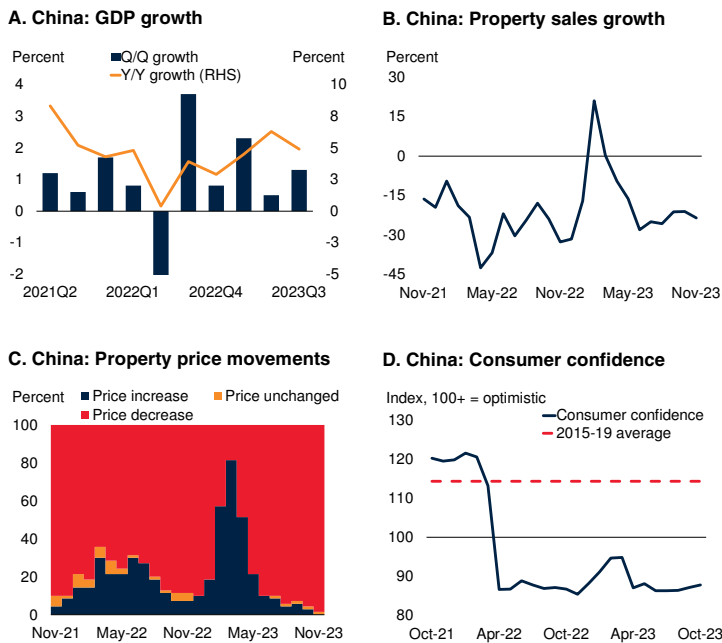 A. China: GDP growth
Percent
Q/Q growth
Y/Y growth (RHS)
Percent
4
3
2
1
0
-1
-2
10
8
5
3
0
-3
-5
2021Q2
2022Q1
2022Q4
2023Q3
B. China: Property sales growth
Percent
30
15
0
-15
-30
-45
Nov-21
May-22
Nov-22
May-23
Nov-23
C. China: Property price movements
Percent
Price increase
Price unchanged
Price decrease
100
80
60
40
20
0
Nov-21
May-22
Nov-22
May-23
Nov-23
D. China: Consumer confidence
Index, 100+ = optimistic
Consumer confidence
2015-19 average
130
120
110
100
90
80
Oct-21
Apr-22
Oct-22
Apr-23
Oct-23